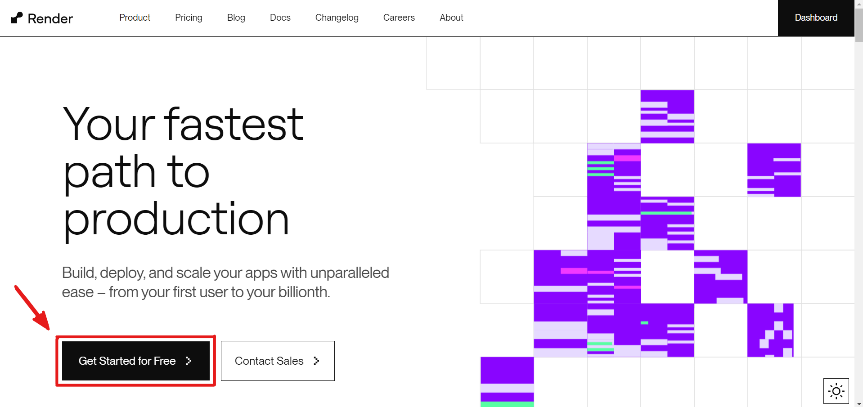 Render
Product Pricing Blog Docs Changelog Careers About Dashboard
Your fastest
path to
production
Build, deploy, and scale your apps with unparalleled
ease – from your first user to your billionth.
Get Started for Free Contact Sales